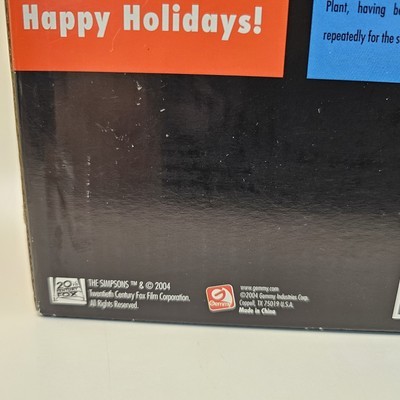 Happy Holidays!
Plant, having be
repeatedly for the s
20th
CENTURY
FOX
THE SIMPSONS ™ & © 2004
Twentieth Century Fox Film Corporation.
All Rights Reserved.
Gemmy
www.gemmy.com
©2004 Gemmy Industries Corp.
Coppell, TX 75019 U.S.A.
Made in China